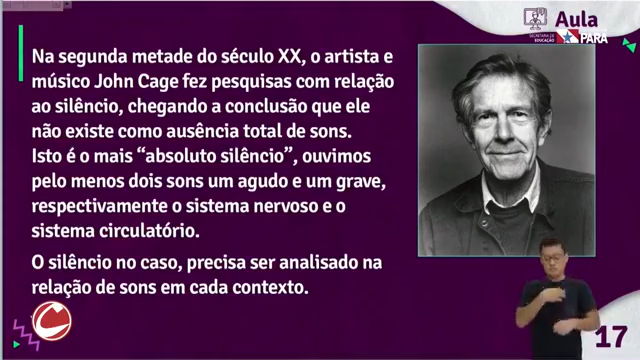 Aula
SECRETARIA DE
EDUCAÇÃO
PARÁ
Na segunda metade do século XX, o artista e
músico John Cage fez pesquisas com relação
ao silêncio, chegando a conclusão que ele
não existe como ausência total de sons.
Isto é o mais “absoluto silêncio”, ouvimos
pelo menos dois sons um agudo e um grave,
respectivamente o sistema nervoso e o
sistema circulatório.
O silêncio no caso, precisa ser analisado na
relação de sons em cada contexto.
17